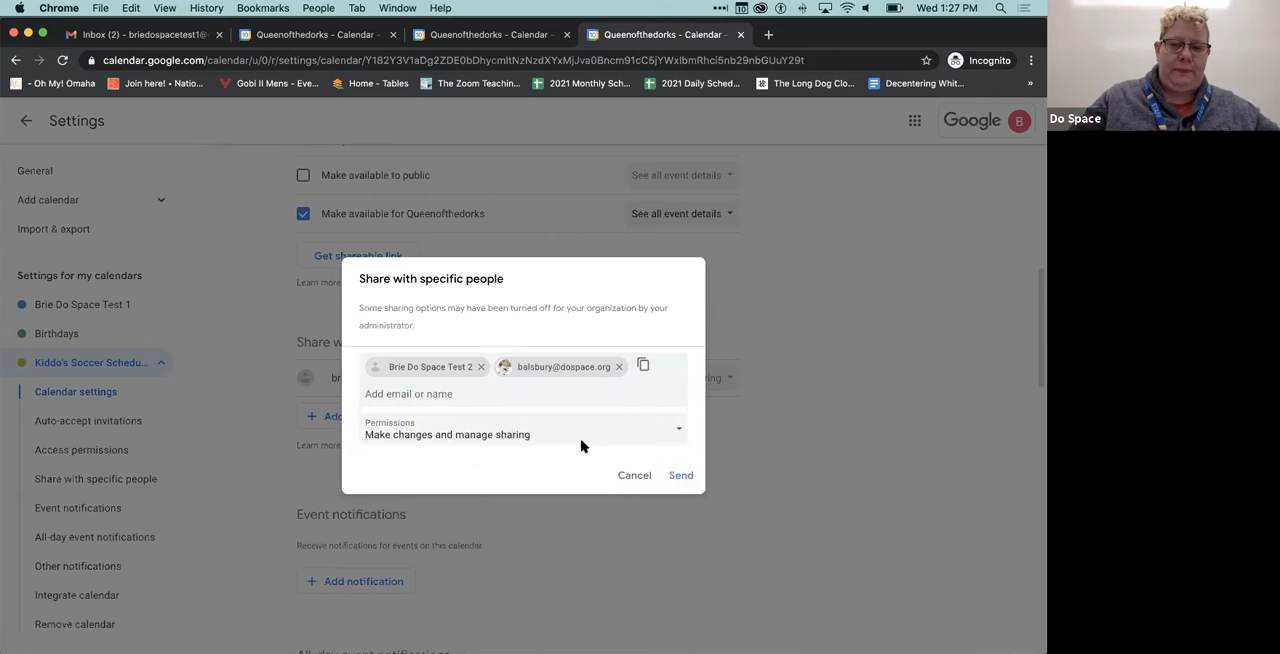 Chrome File Edit View History Bookmarks People Tab Window Help Wed 1:27 PM
Inbox (2) - briedospacetest1@ Queenofthedorks - Calendar - Queenofthedorks - Calendar - Queenofthedorks - Calendar -
calendar.google.com/calendar/u/0/r/settings/calendar/ Incognito
- Oh My! Omaha Join here! • Natio... Gobi II Mens - Eve... Home - Tables The Zoom Teachin... 2021 Monthly Sch... 2021 Daily Sched... The Long Dog Clo... Decentering Whit... »
Settings Google B
Do Space
General
Add calendar
Import & export
Settings for my calendars
Brie Do Space Test 1
Birthdays
Kiddo's Soccer Schedu...
Calendar settings
Auto-accept invitations
Access permissions
Share with specific people
Event notifications
All-day event notifications
Other notifications
Integrate calendar
Remove calendar
Make available to public See all event details
Make available for Queenofthedorks See all event details
Get shareable link
Learn more
Share w
br ring
Add
Learn more
Share with specific people
Some sharing options may have been turned off for your organization by your
administrator.
Brie Do Space Test 2 balsbury@dospace.org
Add email or name
Permissions
Make changes and manage sharing
Cancel Send
Event notifications
Receive notifications for events on this calendar.
+ Add notification